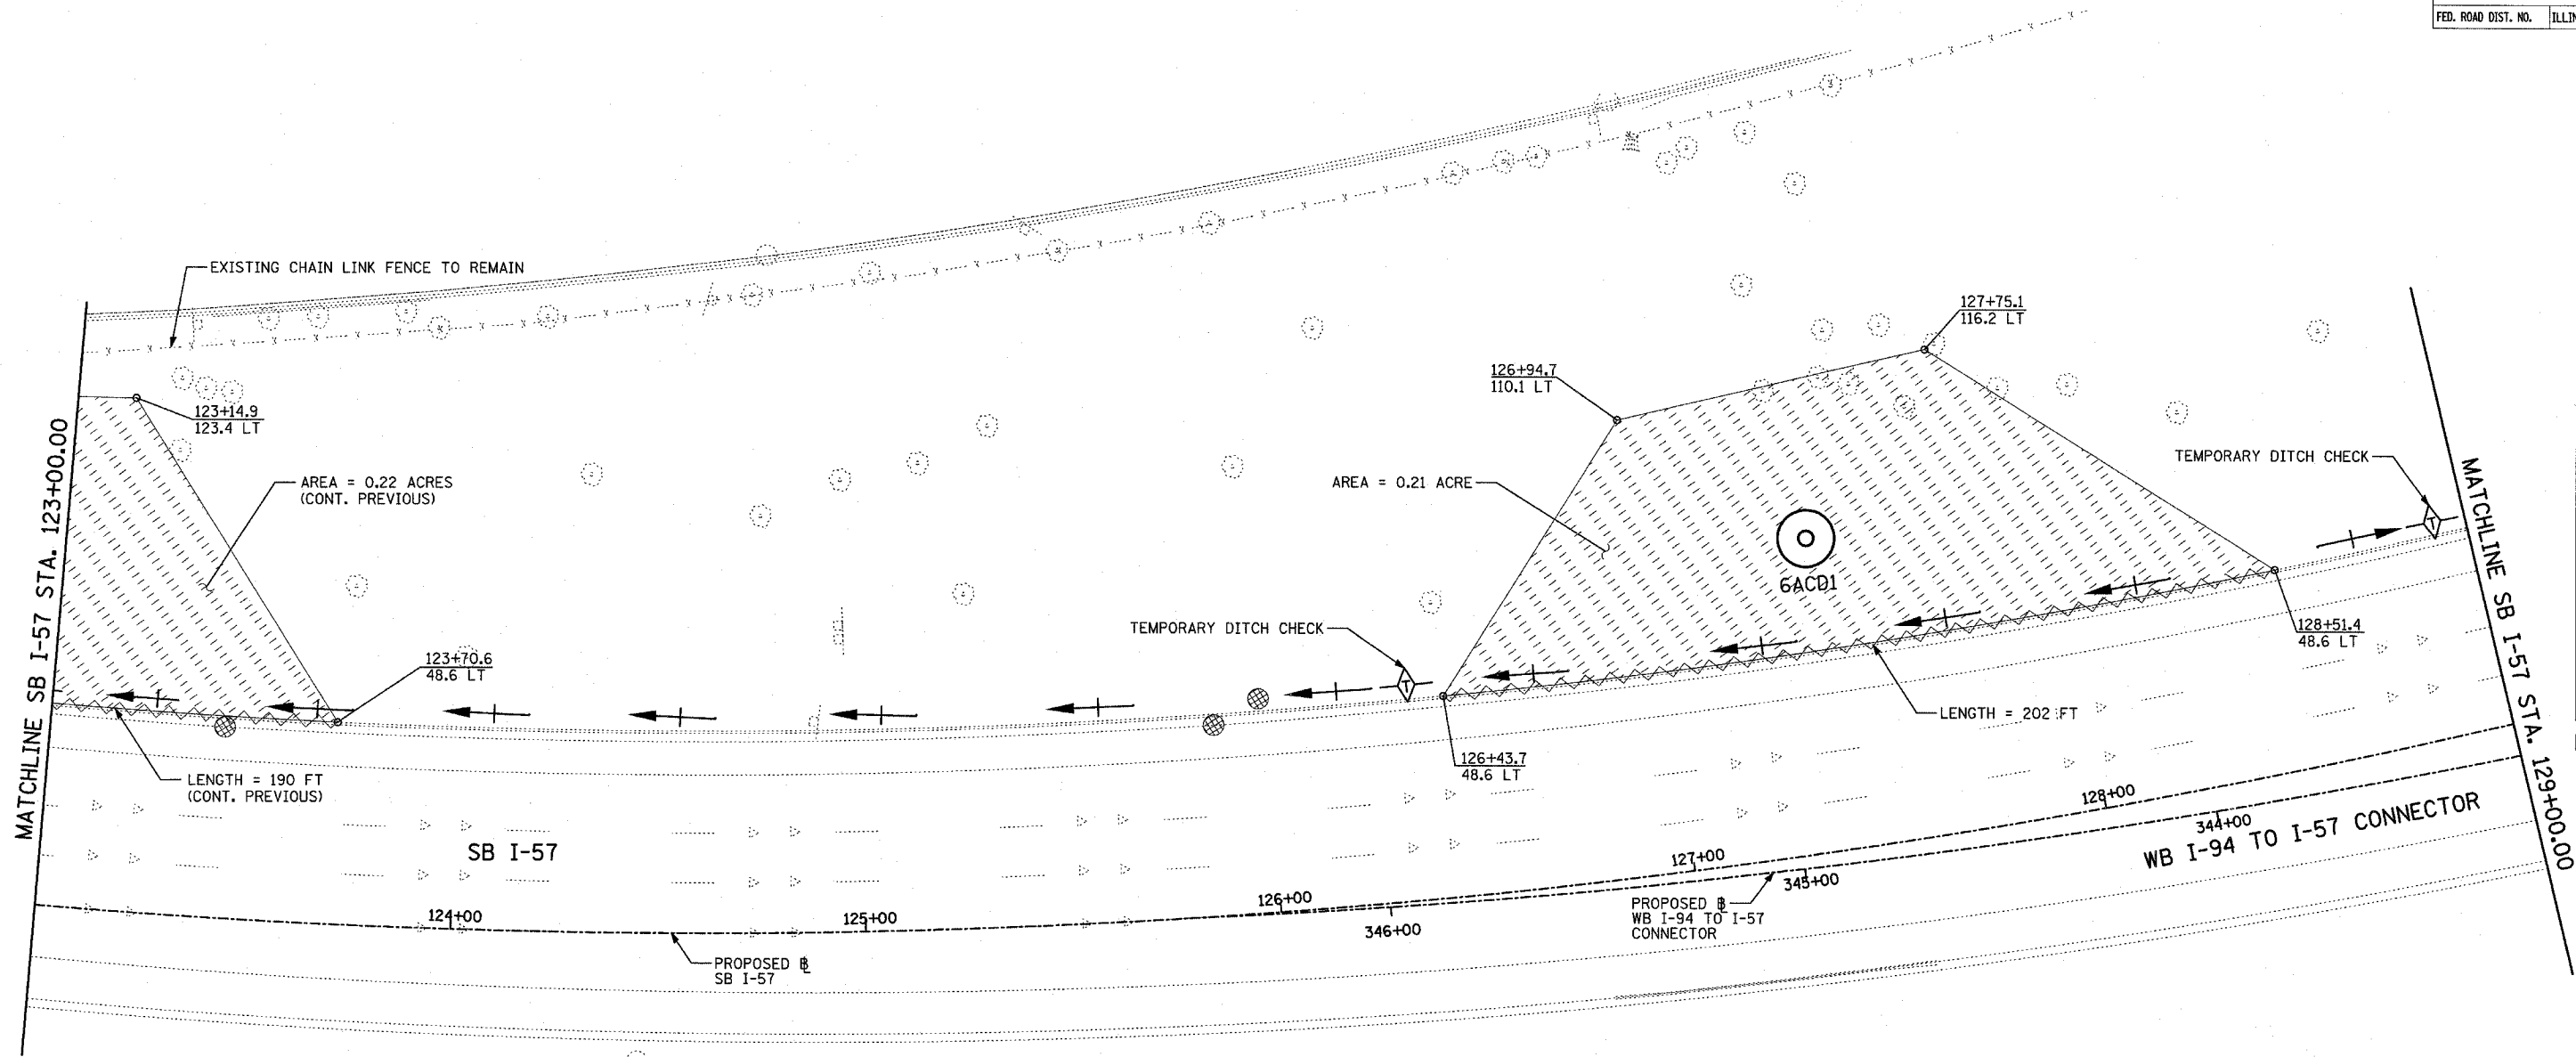 FED. ROAD DIST. NO.
EXISTING CHAIN LINK FENCE TO REMAIN
127+75.1
116.2 LT
126+94.7
110.1 LT
123+14.9
123.4 LT
TEMPORARY DITCH CHECK
AREA = 0.22 ACRES
(CONT. PREVIOUS)
AREA = 0.21 ACRE
6ACD1
MATCHLINE SB I-57 STA. 123+00.00
MATCHLINE SB I-57 STA. 129+00.00
TEMPORARY DITCH CHECK
T
T
128+51.4
48.6 LT
123+70.6
48.6 LT
LENGTH = 202 FT
126+43.7
48.6 LT
LENGTH = 190 FT
(CONT. PREVIOUS)
SB I-57
128+00
344+00
WB I-94 TO I-57 CONNECTOR
127+00
345+00
126+00
346+00
124+00
125+00
PROPOSED BL
WB I-94 TO I-57
CONNECTOR
PROPOSED BL
SB I-57